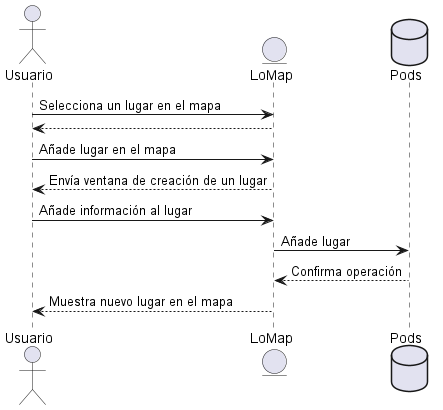 Usuario
LoMap
Pods
Selecciona un lugar en el mapa
Añade lugar en el mapa
Envía ventana de creación de un lugar
Añade información al lugar
Añade lugar
Confirma operación
Muestra nuevo lugar en el mapa
Usuario
LoMap
Pods